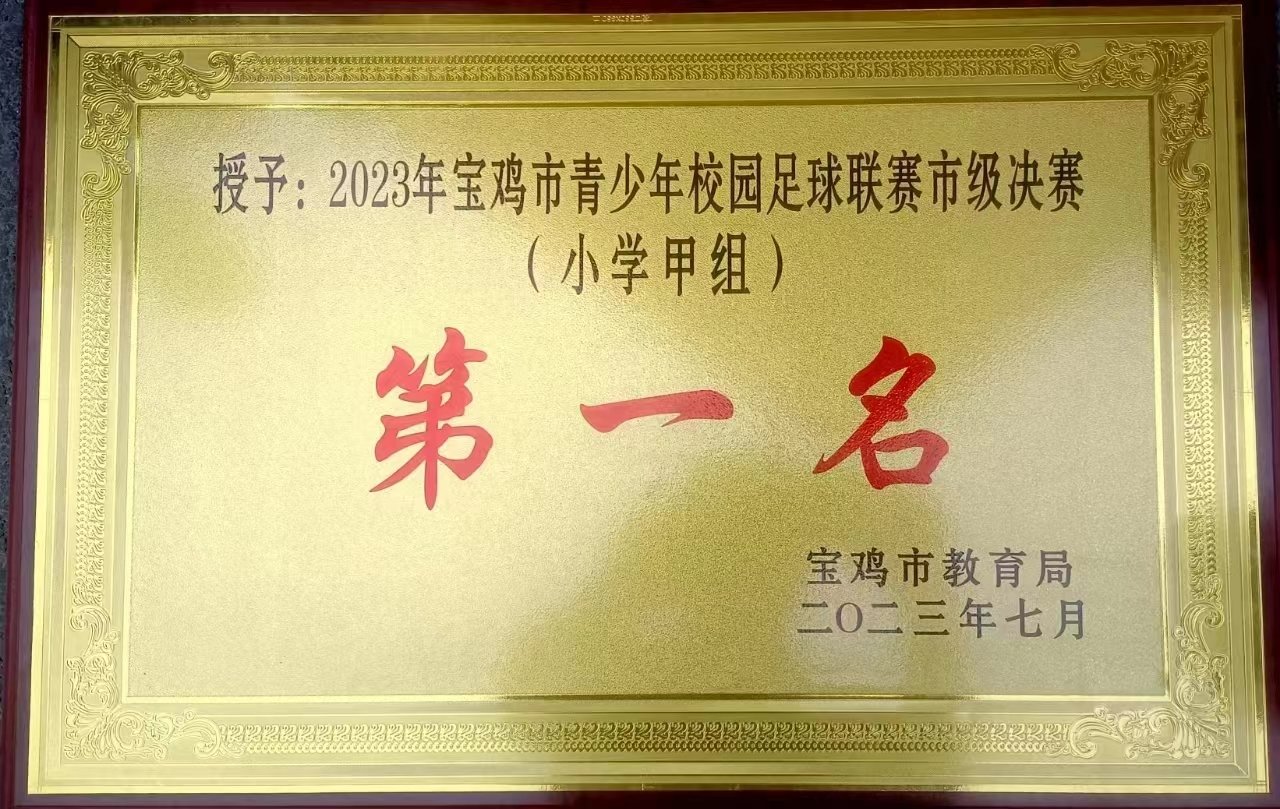 授予：2023年宝鸡市青少年校园足球联赛市级决赛
（小学甲组）
第一名
宝鸡市教育局
二〇二三年七月